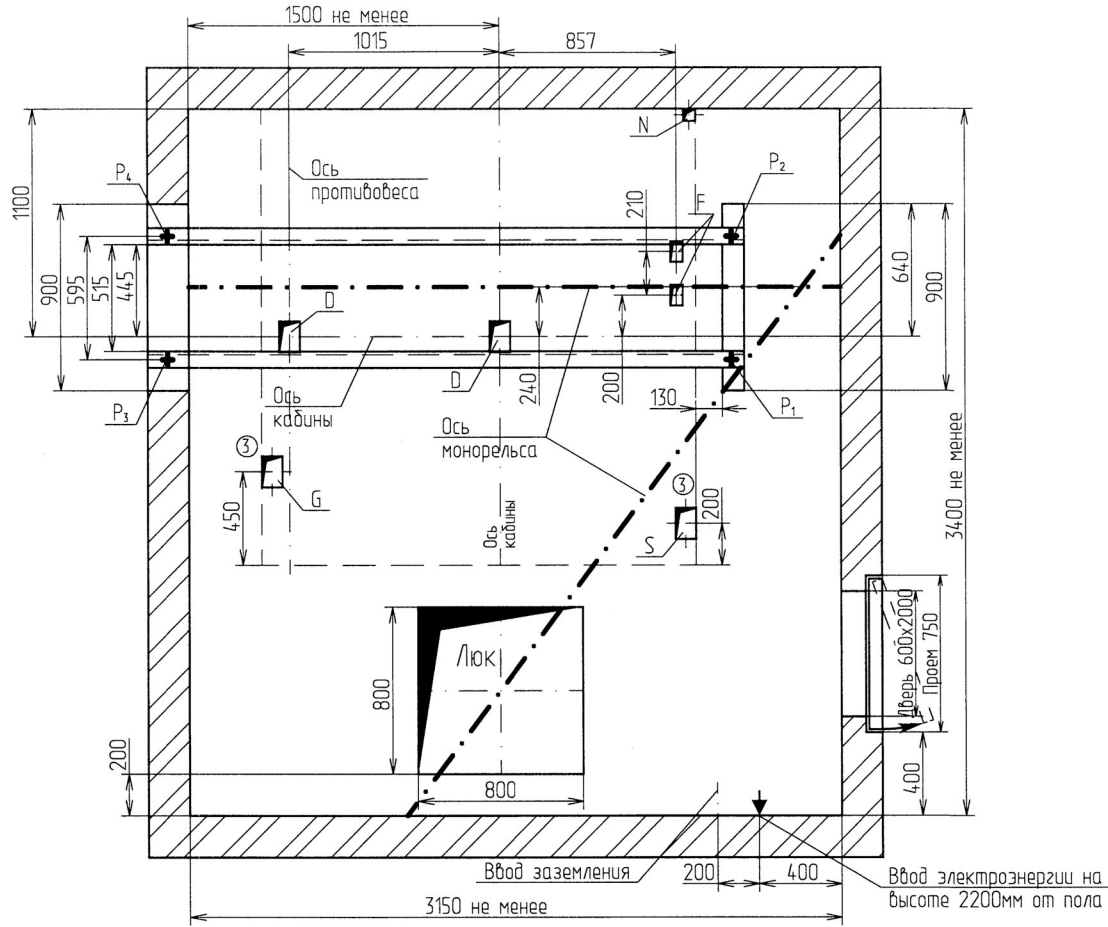 1500 не менее
1015
857
N
P₄
Ось
противовеса
P₂
F
1100
210
900
595
515
445
640
900
D
D
P₃
Ось
кабины
240
200
130
P₁
Ось
монорельса
3
G
450
3
S
200
Ось
кабины
3400 не менее
Люк
800
800
200
Дверь 600х2000
Проем 750
400
Ввод заземления
200
400
Ввод электроэнергии на
высоте 2200мм от пола
3150 не менее